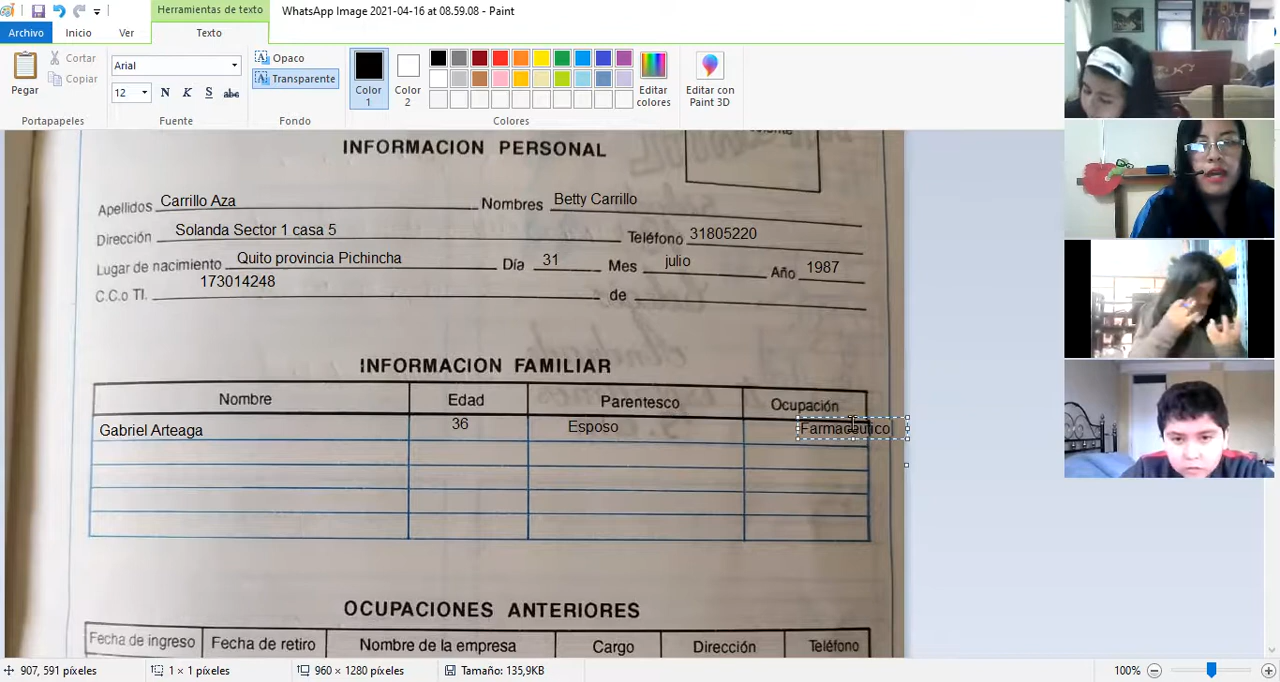 Herramientas de texto
WhatsApp Image 2021-04-16 at 08.59.08 - Paint
Archivo Inicio Ver Texto
Pegar
Cortar
Copiar
Portapapeles
Arial
12 N K S abc
Fuente
Opaco
Transparente
Fondo
Color 1
Color 2
Editar colores
Colores
Editar con Paint 3D
INFORMACION PERSONAL
Apellidos Carrillo Aza Nombres Betty Carrillo
Dirección Solanda Sector 1 casa 5 Teléfono 31805220
Lugar de nacimiento Quito provincia Pichincha Día 31 Mes julio Año 1987
C.C.o TI. 173014248 de
INFORMACION FAMILIAR
Nombre Edad Parentesco Ocupación
Gabriel Arteaga 36 Esposo Farmacéutico
OCUPACIONES ANTERIORES
Fecha de ingreso Fecha de retiro Nombre de la empresa Cargo Dirección Teléfono
907, 591 píxeles 1 × 1 píxeles 960 × 1280 píxeles Tamaño: 135,9KB 100%